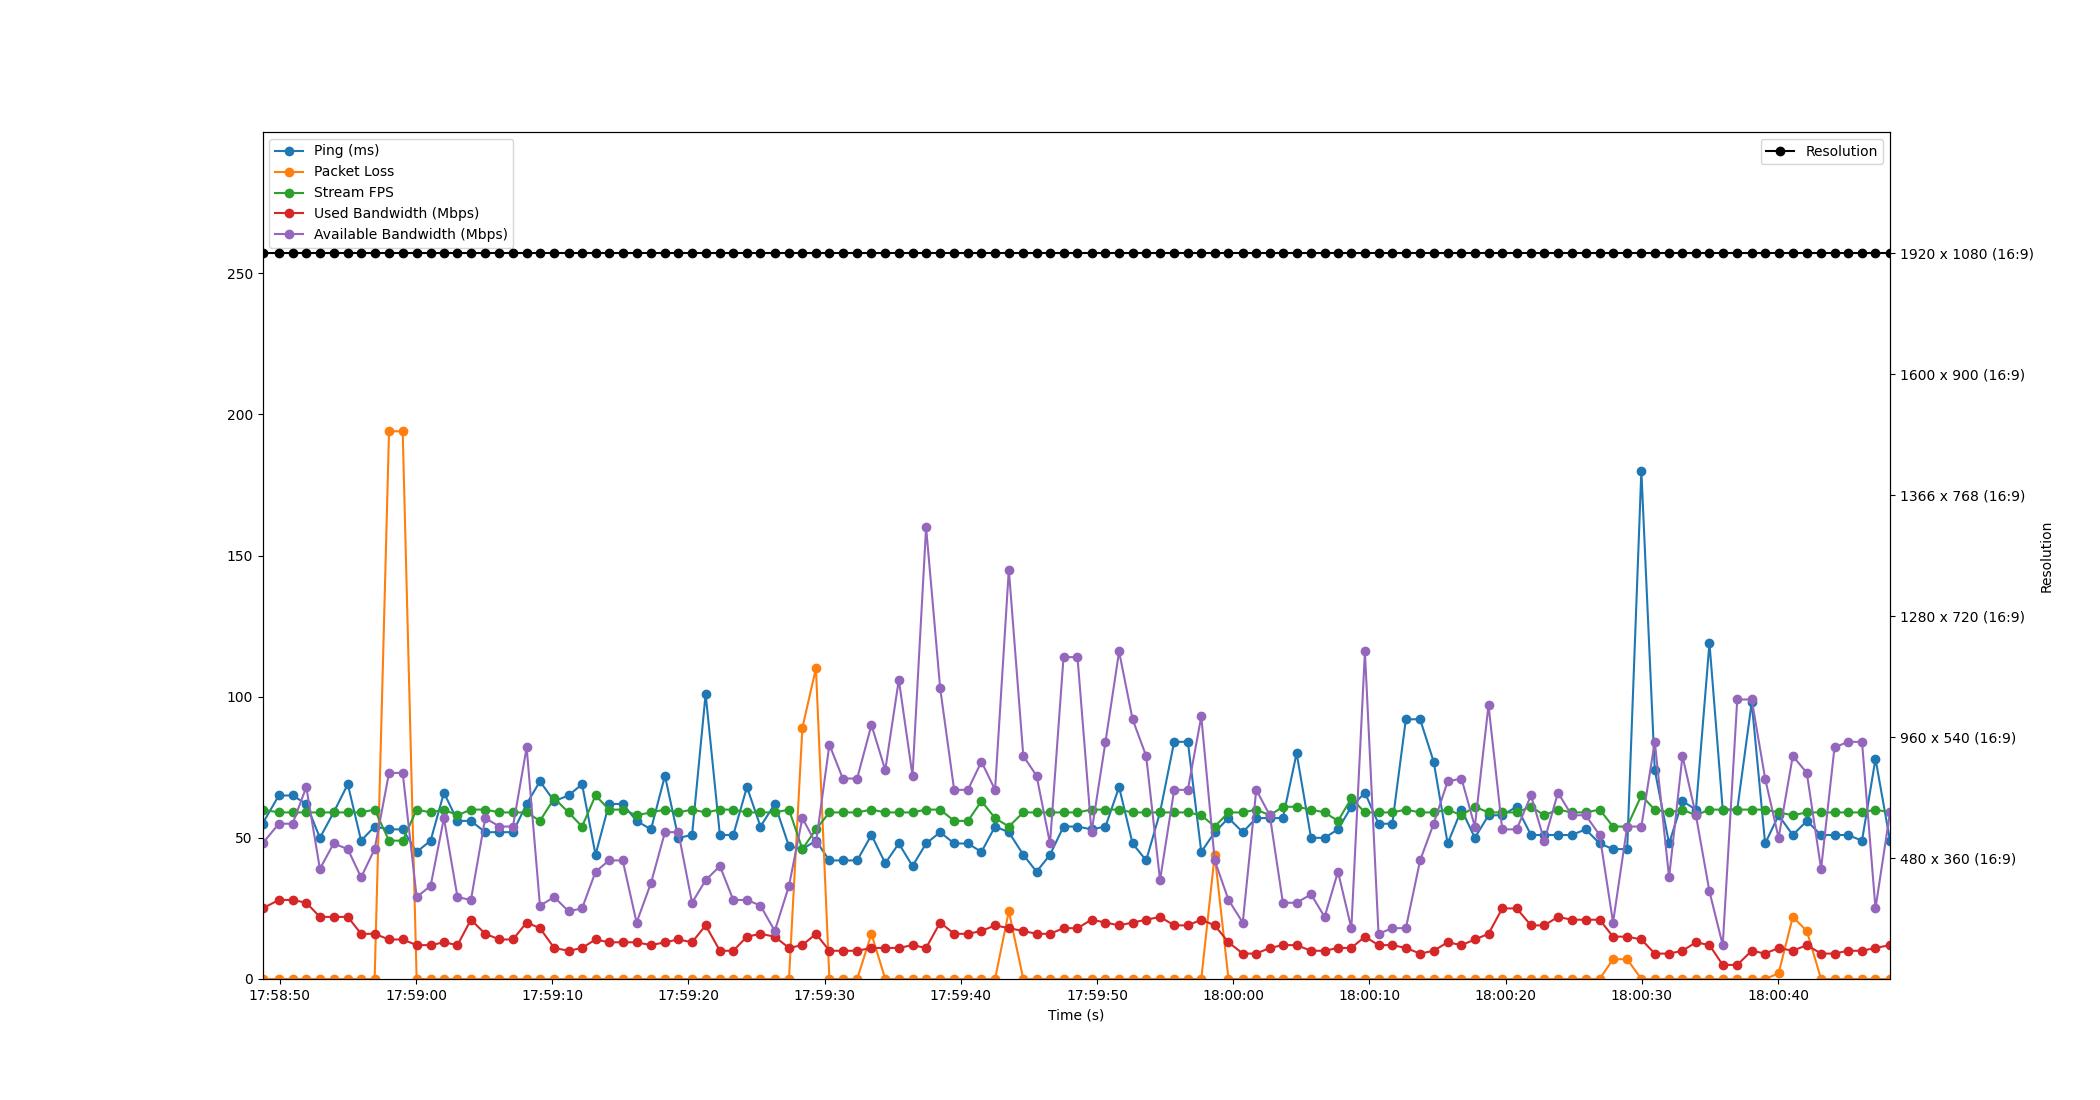 Ping (ms)
Packet Loss
Stream FPS
Used Bandwidth (Mbps)
Available Bandwidth (Mbps)
Resolution
250
200
150
100
50
0
1920 x 1080 (16:9)
1600 x 900 (16:9)
1366 x 768 (16:9)
1280 x 720 (16:9)
960 x 540 (16:9)
480 x 360 (16:9)
Resolution
17:58:50 17:59:00 17:59:10 17:59:20 17:59:30 17:59:40 17:59:50 18:00:00 18:00:10 18:00:20 18:00:30 18:00:40
Time (s)